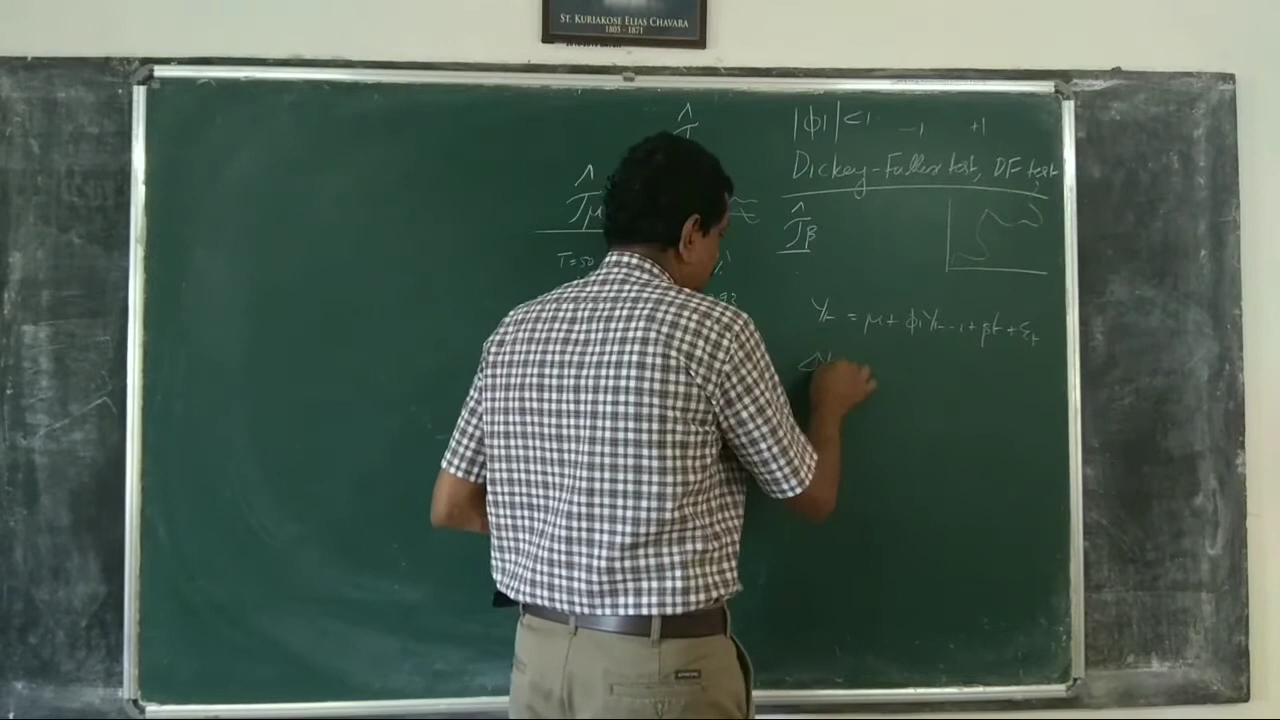 ST. KURIAKOSE ELIAS CHAVARA
1805 - 1871
|ϕ1| < 1 -1 +1
Dickey-Fuller test, DF test,
τ̂
τ̂μ
τ̂β
T=50
Yt = μ + ϕ1Yt-1 + βt + εt
ΔY